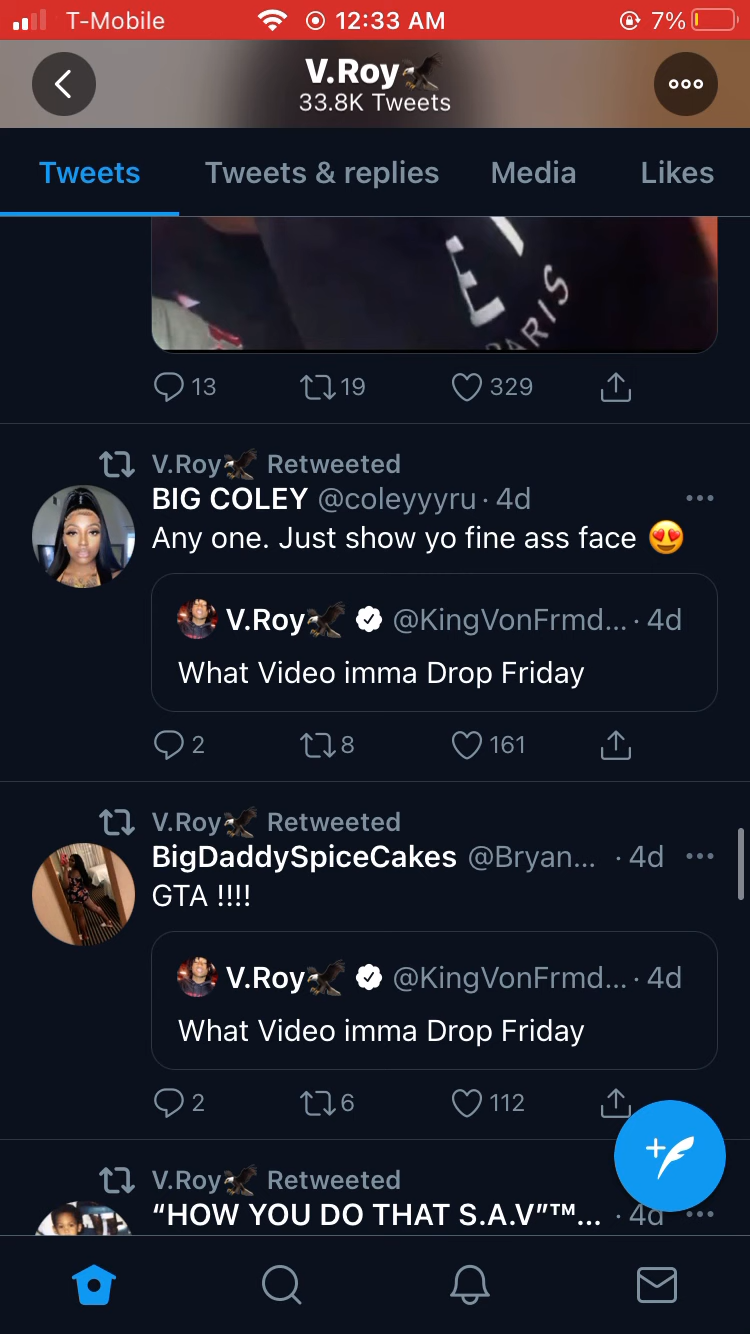 T-Mobile 12:33 AM 7%
V.Roy🦅
33.8K Tweets
Tweets Tweets & replies Media Likes
E
PARIS
13 19 329
V.Roy🦅 Retweeted
BIG COLEY @coleyyyru · 4d
Any one. Just show yo fine ass face 😍
V.Roy🦅 @KingVonFrmd... · 4d
What Video imma Drop Friday
2 8 161
V.Roy🦅 Retweeted
BigDaddySpiceCakes @Bryan... · 4d
GTA !!!!
V.Roy🦅 @KingVonFrmd... · 4d
What Video imma Drop Friday
2 6 112
V.Roy🦅 Retweeted
“HOW YOU DO THAT S.A.V”™... · 4d